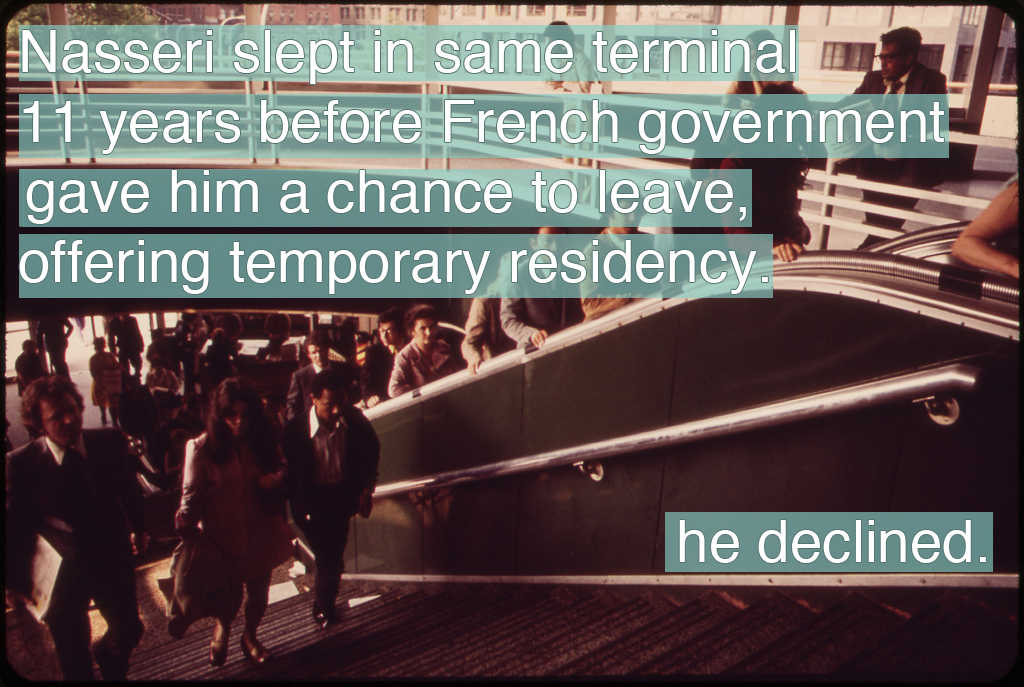 Nasseri slept in same terminal
11 years before French government
gave him a chance to leave,
offering temporary residency.
he declined.